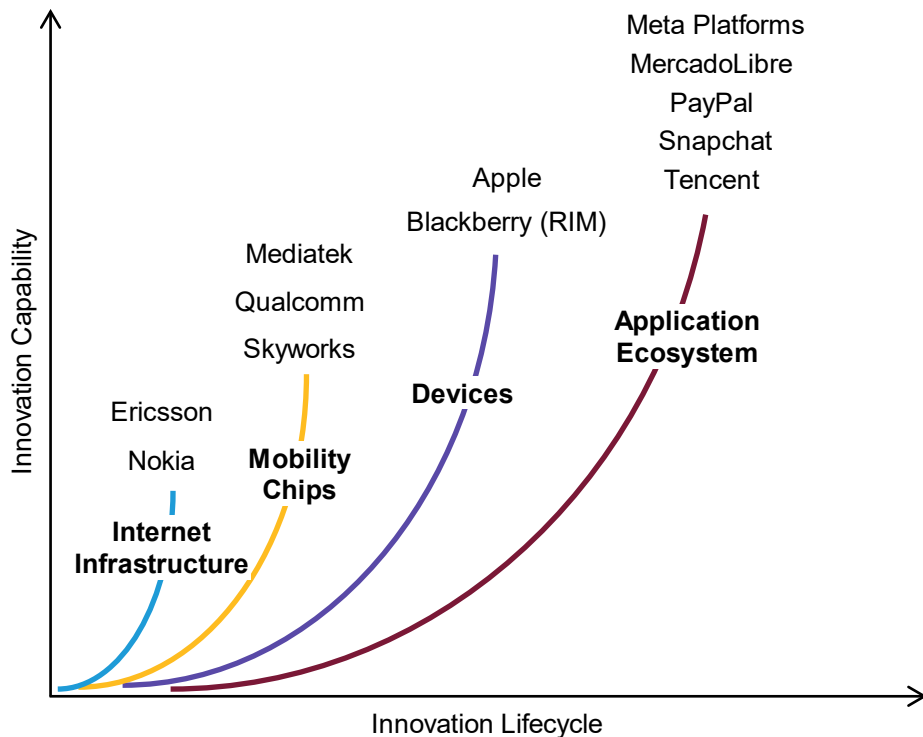 Meta Platforms
MercadoLibre
PayPal
Snapchat
Tencent
Apple
Blackberry (RIM)
Mediatek
Qualcomm
Skyworks
Ericsson
Nokia
Application
Ecosystem
Devices
Mobility
Chips
Internet
Infrastructure
Innovation Capability
Innovation Lifecycle